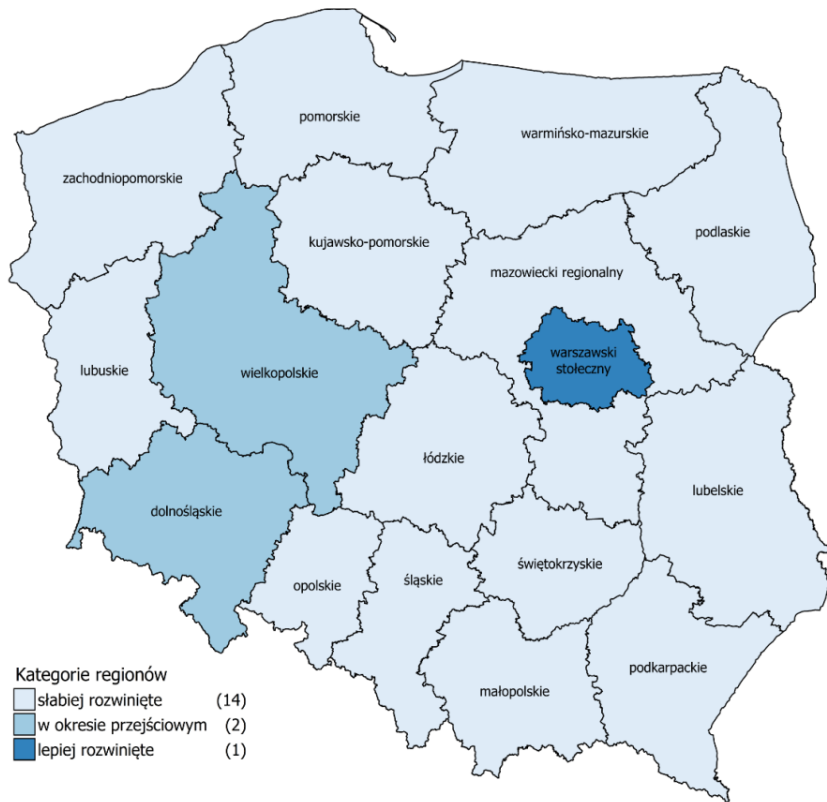 pomorskie
warmińsko-mazurskie
zachodniopomorskie
podlaskie
kujawsko-pomorskie
mazowiecki regionalny
warszawski
stołeczny
lubuskie
wielkopolskie
łódzkie
lubelskie
dolnośląskie
świętokrzyskie
opolskie
śląskie
podkarpackie
małopolskie
Kategorie regionów
słabiej rozwinięte (14)
w okresie przejściowym (2)
lepiej rozwinięte (1)